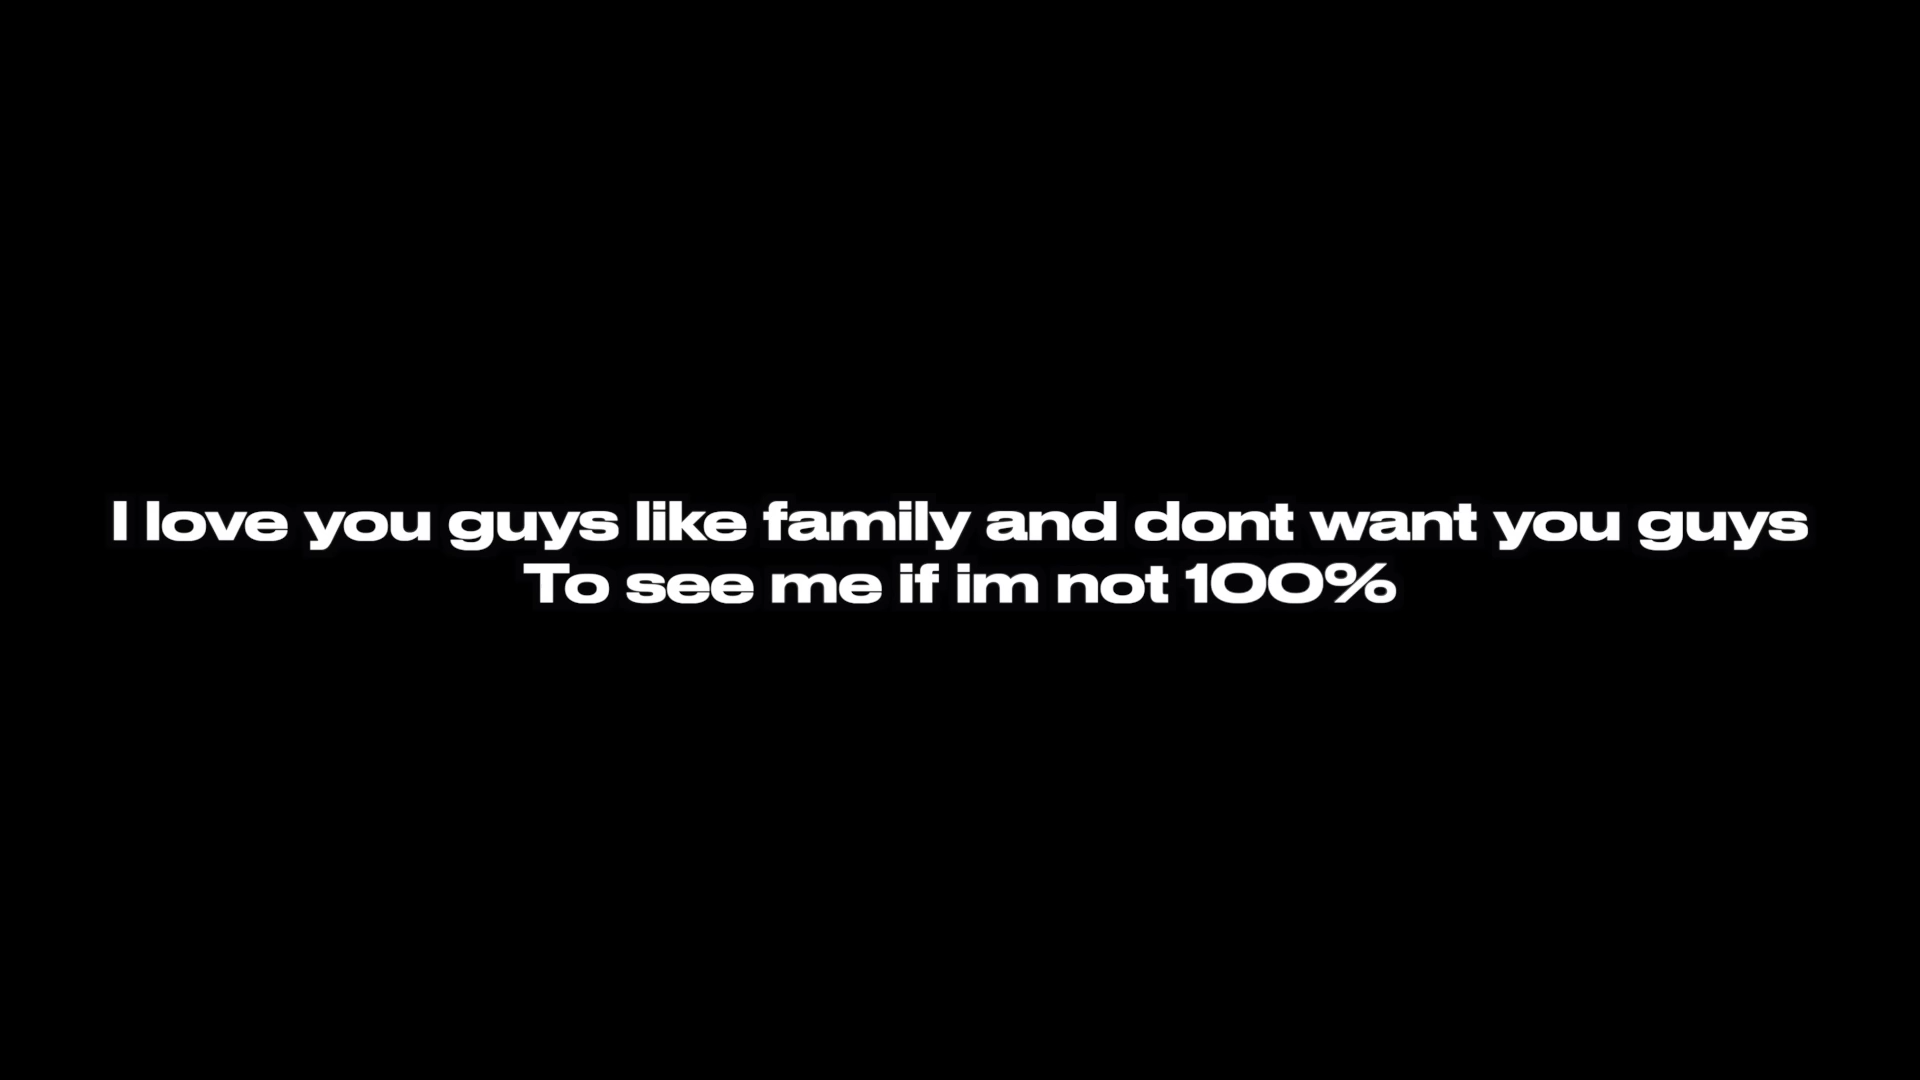 I love you guys like family and dont want you guys
To see me if im not 100%